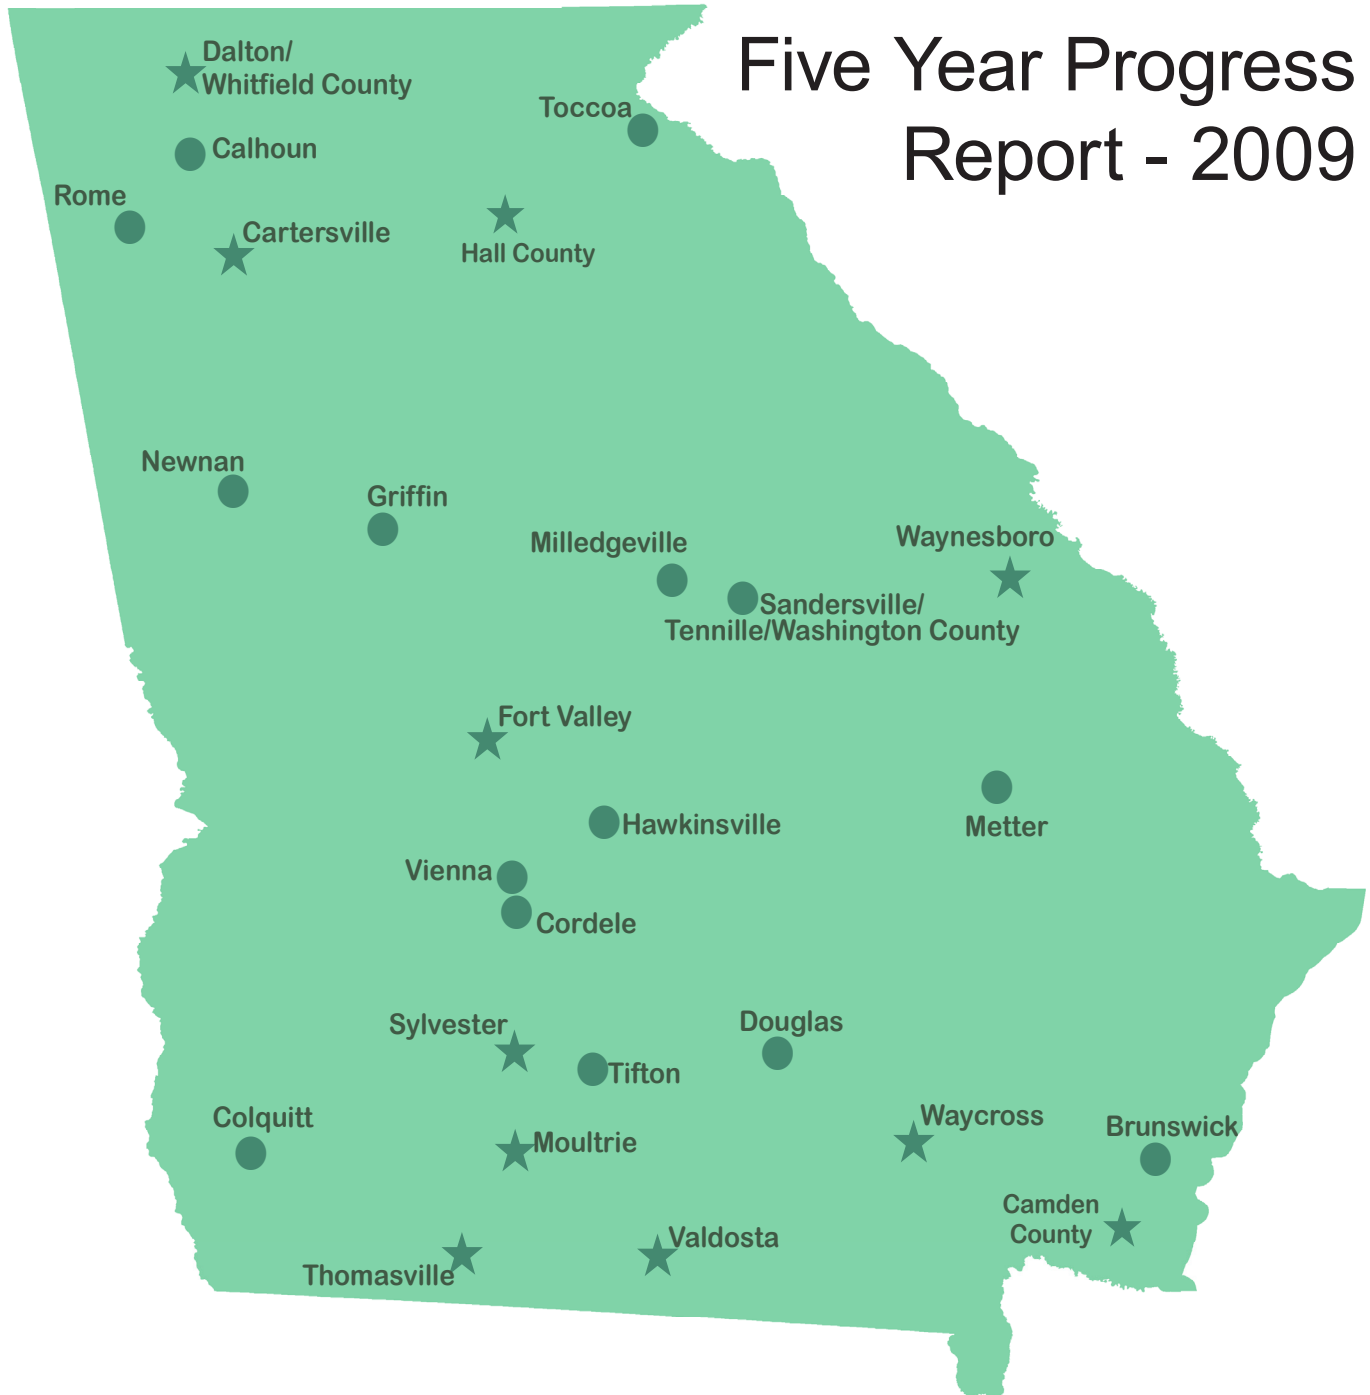 Five Year Progress
Report - 2009
Dalton/
Whitfield County
Toccoa
Calhoun
Rome
Cartersville
Hall County
Newnan
Griffin
Milledgeville
Waynesboro
Sandersville/
Tennille/Washington County
Fort Valley
Hawkinsville
Metter
Vienna
Cordele
Sylvester
Douglas
Tifton
Colquitt
Waycross
Brunswick
Moultrie
Camden
County
Valdosta
Thomasville